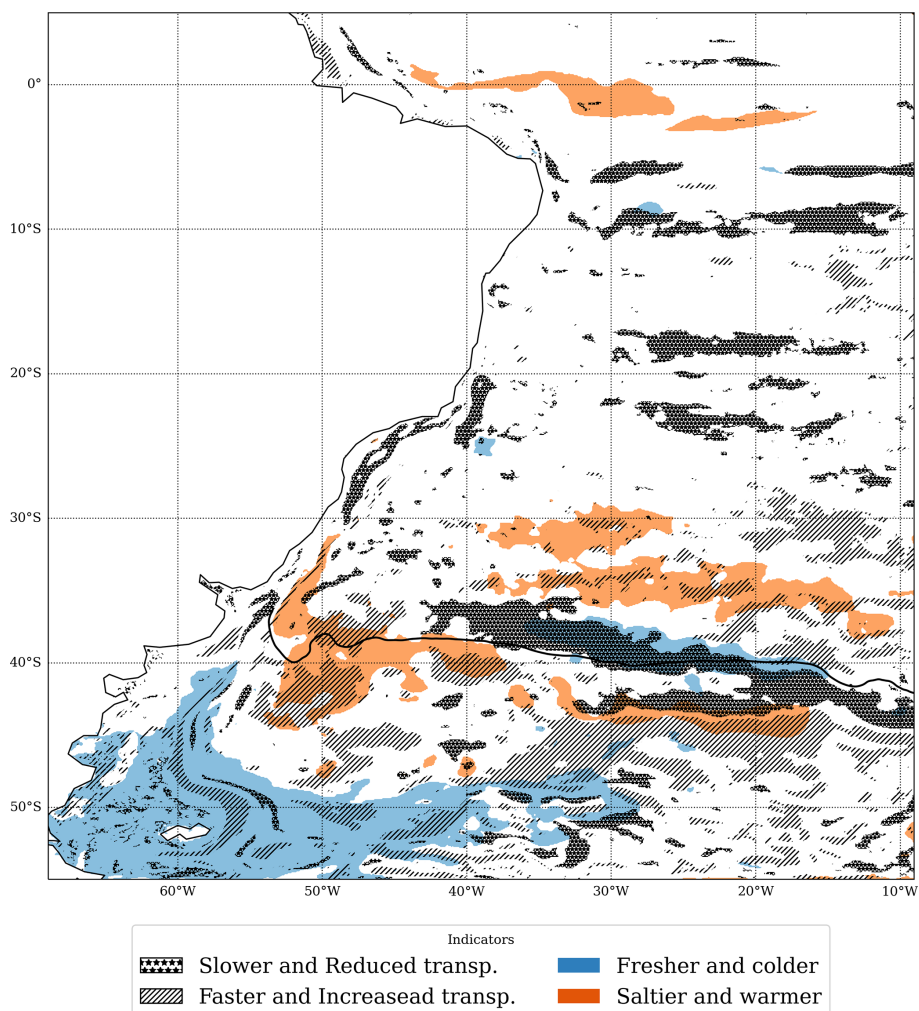 0°
10°S
20°S
30°S
40°S
50°S
60°W 50°W 40°W 30°W 20°W 10°W
Indicators
Slower and Reduced transp. Fresher and colder
Faster and Increasead transp. Saltier and warmer